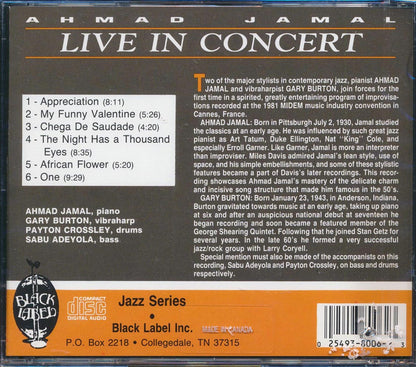 AHMAD JAMAL
LIVE IN CONCERT
1 - Appreciation (8:11)
2 - My Funny Valentine (5:26)
3 - Chega De Saudade (4:20)
4 - The Night Has a Thousand
Eyes (8:35)
5 - African Flower (5:20)
6 - One (9:29)
AHMAD JAMAL, piano
GARY BURTON, vibraharp
PAYTON CROSSLEY, drums
SABU ADEYOLA, bass
Two of the major stylists in contemporary jazz, pianist AHMAD
JAMAL and vibraharpist GARY BURTON, join forces for the
first time in a spirited, greatly entertaining program of improvisa-
tions recorded at the 1981 MIDEM music industry convention in
Cannes, France.
AHMAD JAMAL: Born in Pittsburgh July 2, 1930, Jamal studied
the classics at an early age. He was influenced by such great jazz
pianist as Art Tatum, Duke Ellington, Nat "King" Cole, and
especially Erroll Garner. Like Garner, Jamal is more an interpreter
than improviser. Miles Davis admired Jamal's lean style, use of
space, and his simple embellishments, and some of these stylistic
features became a part of Davis's later recordings. This recording
showcases Ahmad Jamal's mastery of the delicate charm
and incisive song structure that made him famous in the 50's.
GARY BURTON: Born January 23, 1943, in Anderson, Indiana.
Burton gravitated towards music at an early age, taking up piano
at six and after an auspicious national debut at seventeen he
began recording and soon became a featured member of the
George Shearing Quintet. Following he joined Stan Getz for
several years. In the late 60's he formed a very successful
jazz/rock group with Larry Coryell.
Special mention must also be made of the accompanists on this
recording, Sabu Adeyola and Payton Crossley, on bass and drums
respectively.
BLACK
LABEL
COMPACT
disc
DIGITAL AUDIO
Jazz Series
•
Black Label Inc.
MADE IN CANADA
P.O. Box 2218 • Collegedale, TN 37315
0 25493-8006 3